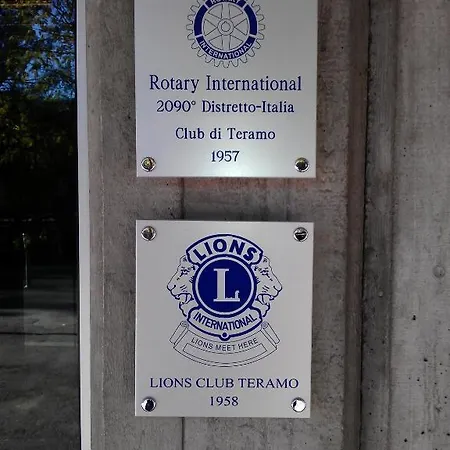 ROTARY
INTERNATIONAL
Rotary International
2090° Distretto-Italia
Club di Teramo
1957
LIONS
L
INTERNATIONAL
LIONS MEET HERE
LIONS CLUB TERAMO
1958